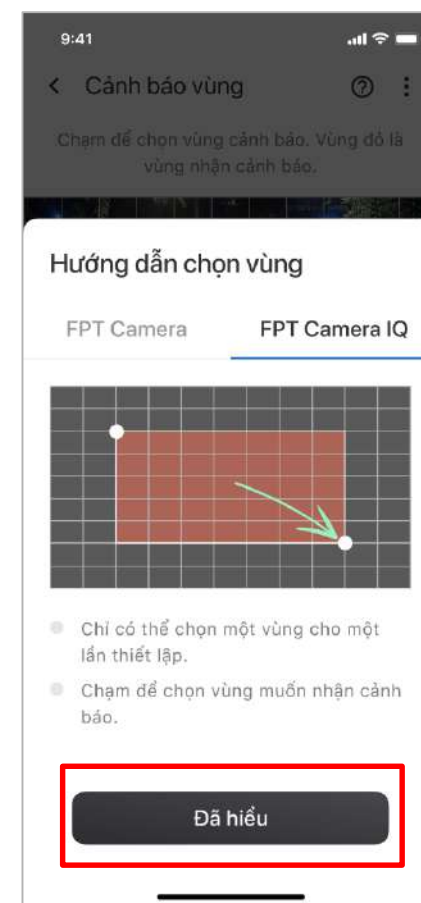 9:41
Cảnh báo vùng
Chạm để chọn vùng cảnh báo. Vùng đỏ là
vùng nhận cảnh báo.
Hướng dẫn chọn vùng
FPT Camera FPT Camera IQ
Chỉ có thể chọn một vùng cho một
lần thiết lập.
Chạm để chọn vùng muốn nhận cảnh
báo.
Đã hiểu